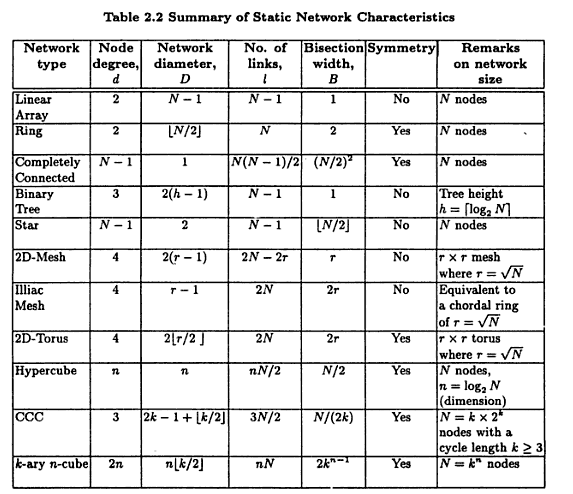 Table 2.2 Summary of Static Network Characteristics
Network type | Node degree, d | Network diameter, D | No. of links, l | Bisection width, B | Symmetry | Remarks on network size
Linear Array | 2 | N − 1 | N − 1 | 1 | No | N nodes
Ring | 2 | ⌊N/2⌋ | N | 2 | Yes | N nodes
Completely Connected | N − 1 | 1 | N(N − 1)/2 | (N/2)² | Yes | N nodes
Binary Tree | 3 | 2(h − 1) | N − 1 | 1 | No | Tree height h = ⌈log₂ N⌉
Star | N − 1 | 2 | N − 1 | ⌊N/2⌋ | No | N nodes
2D-Mesh | 4 | 2(r − 1) | 2N − 2r | r | No | r × r mesh where r = √N
Illiac Mesh | 4 | r − 1 | 2N | 2r | No | Equivalent to a chordal ring of r = √N
2D-Torus | 4 | 2⌊r/2⌋ | 2N | 2r | Yes | r × r torus where r = √N
Hypercube | n | n | nN/2 | N/2 | Yes | N nodes, n = log₂ N (dimension)
CCC | 3 | 2k − 1 + ⌊k/2⌋ | 3N/2 | N/(2k) | Yes | N = k × 2ᵏ nodes with a cycle length k ≥ 3
k-ary n-cube | 2n | n⌊k/2⌋ | nN | 2kⁿ⁻¹ | Yes | N = kⁿ nodes